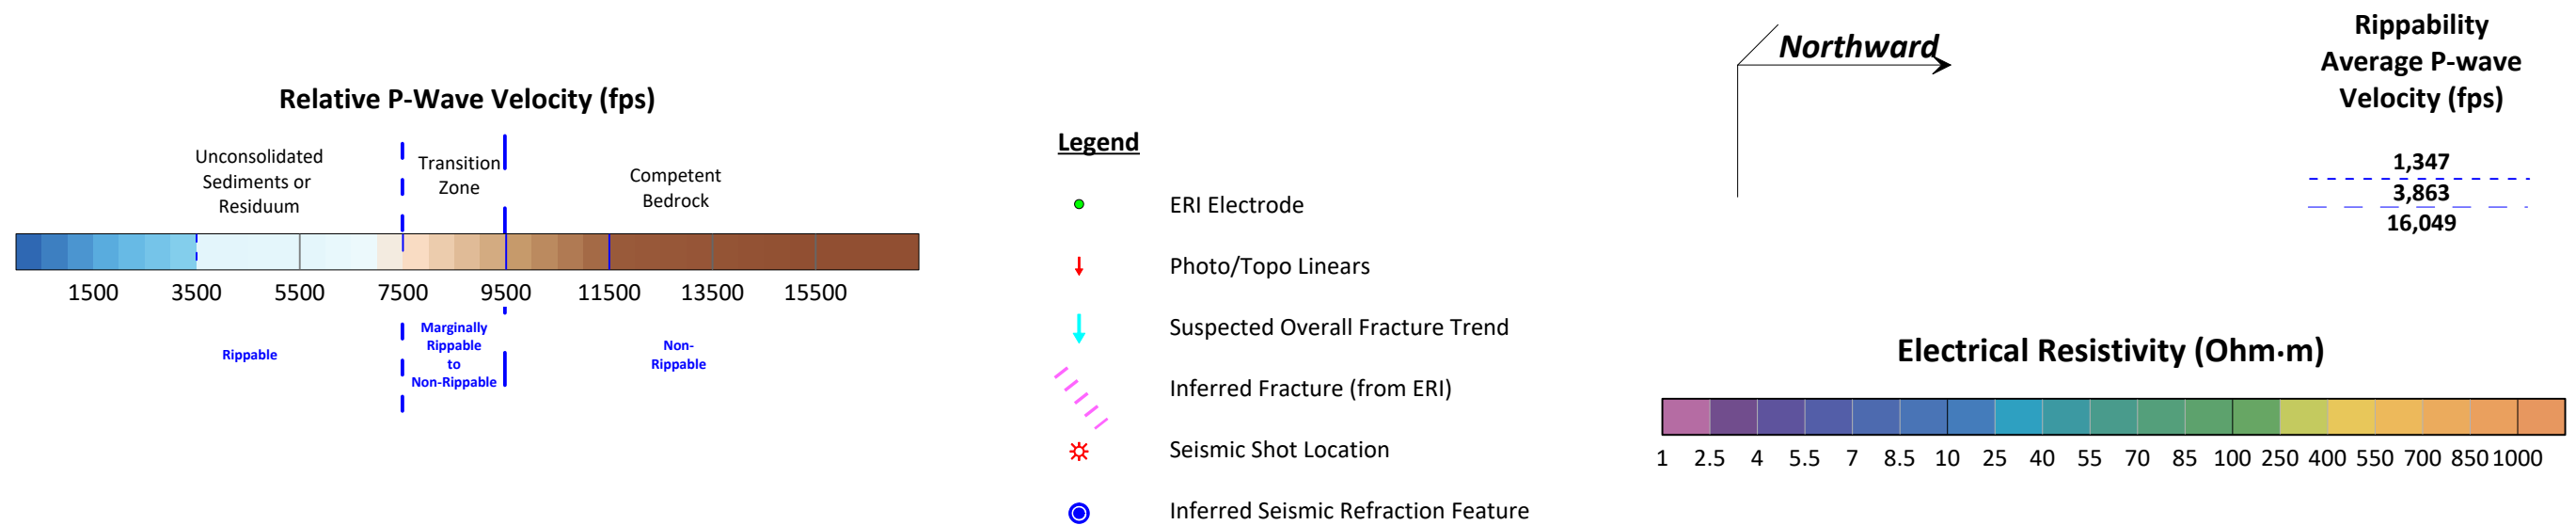 Relative P-Wave Velocity (fps)
Unconsolidated
Sediments or
Residuum
Transition
Zone
Competent
Bedrock
1500 3500 5500 7500 9500 11500 13500 15500
Rippable
Marginally
Rippable
to
Non-Rippable
Non-
Rippable
Legend
ERI Electrode
Photo/Topo Linears
Suspected Overall Fracture Trend
Inferred Fracture (from ERI)
Seismic Shot Location
Inferred Seismic Refraction Feature
Northward
Rippability
Average P-wave
Velocity (fps)
1,347
3,863
16,049
Electrical Resistivity (Ohm·m)
1 2.5 4 5.5 7 8.5 10 25 40 55 70 85 100 250 400 550 700 850 1000